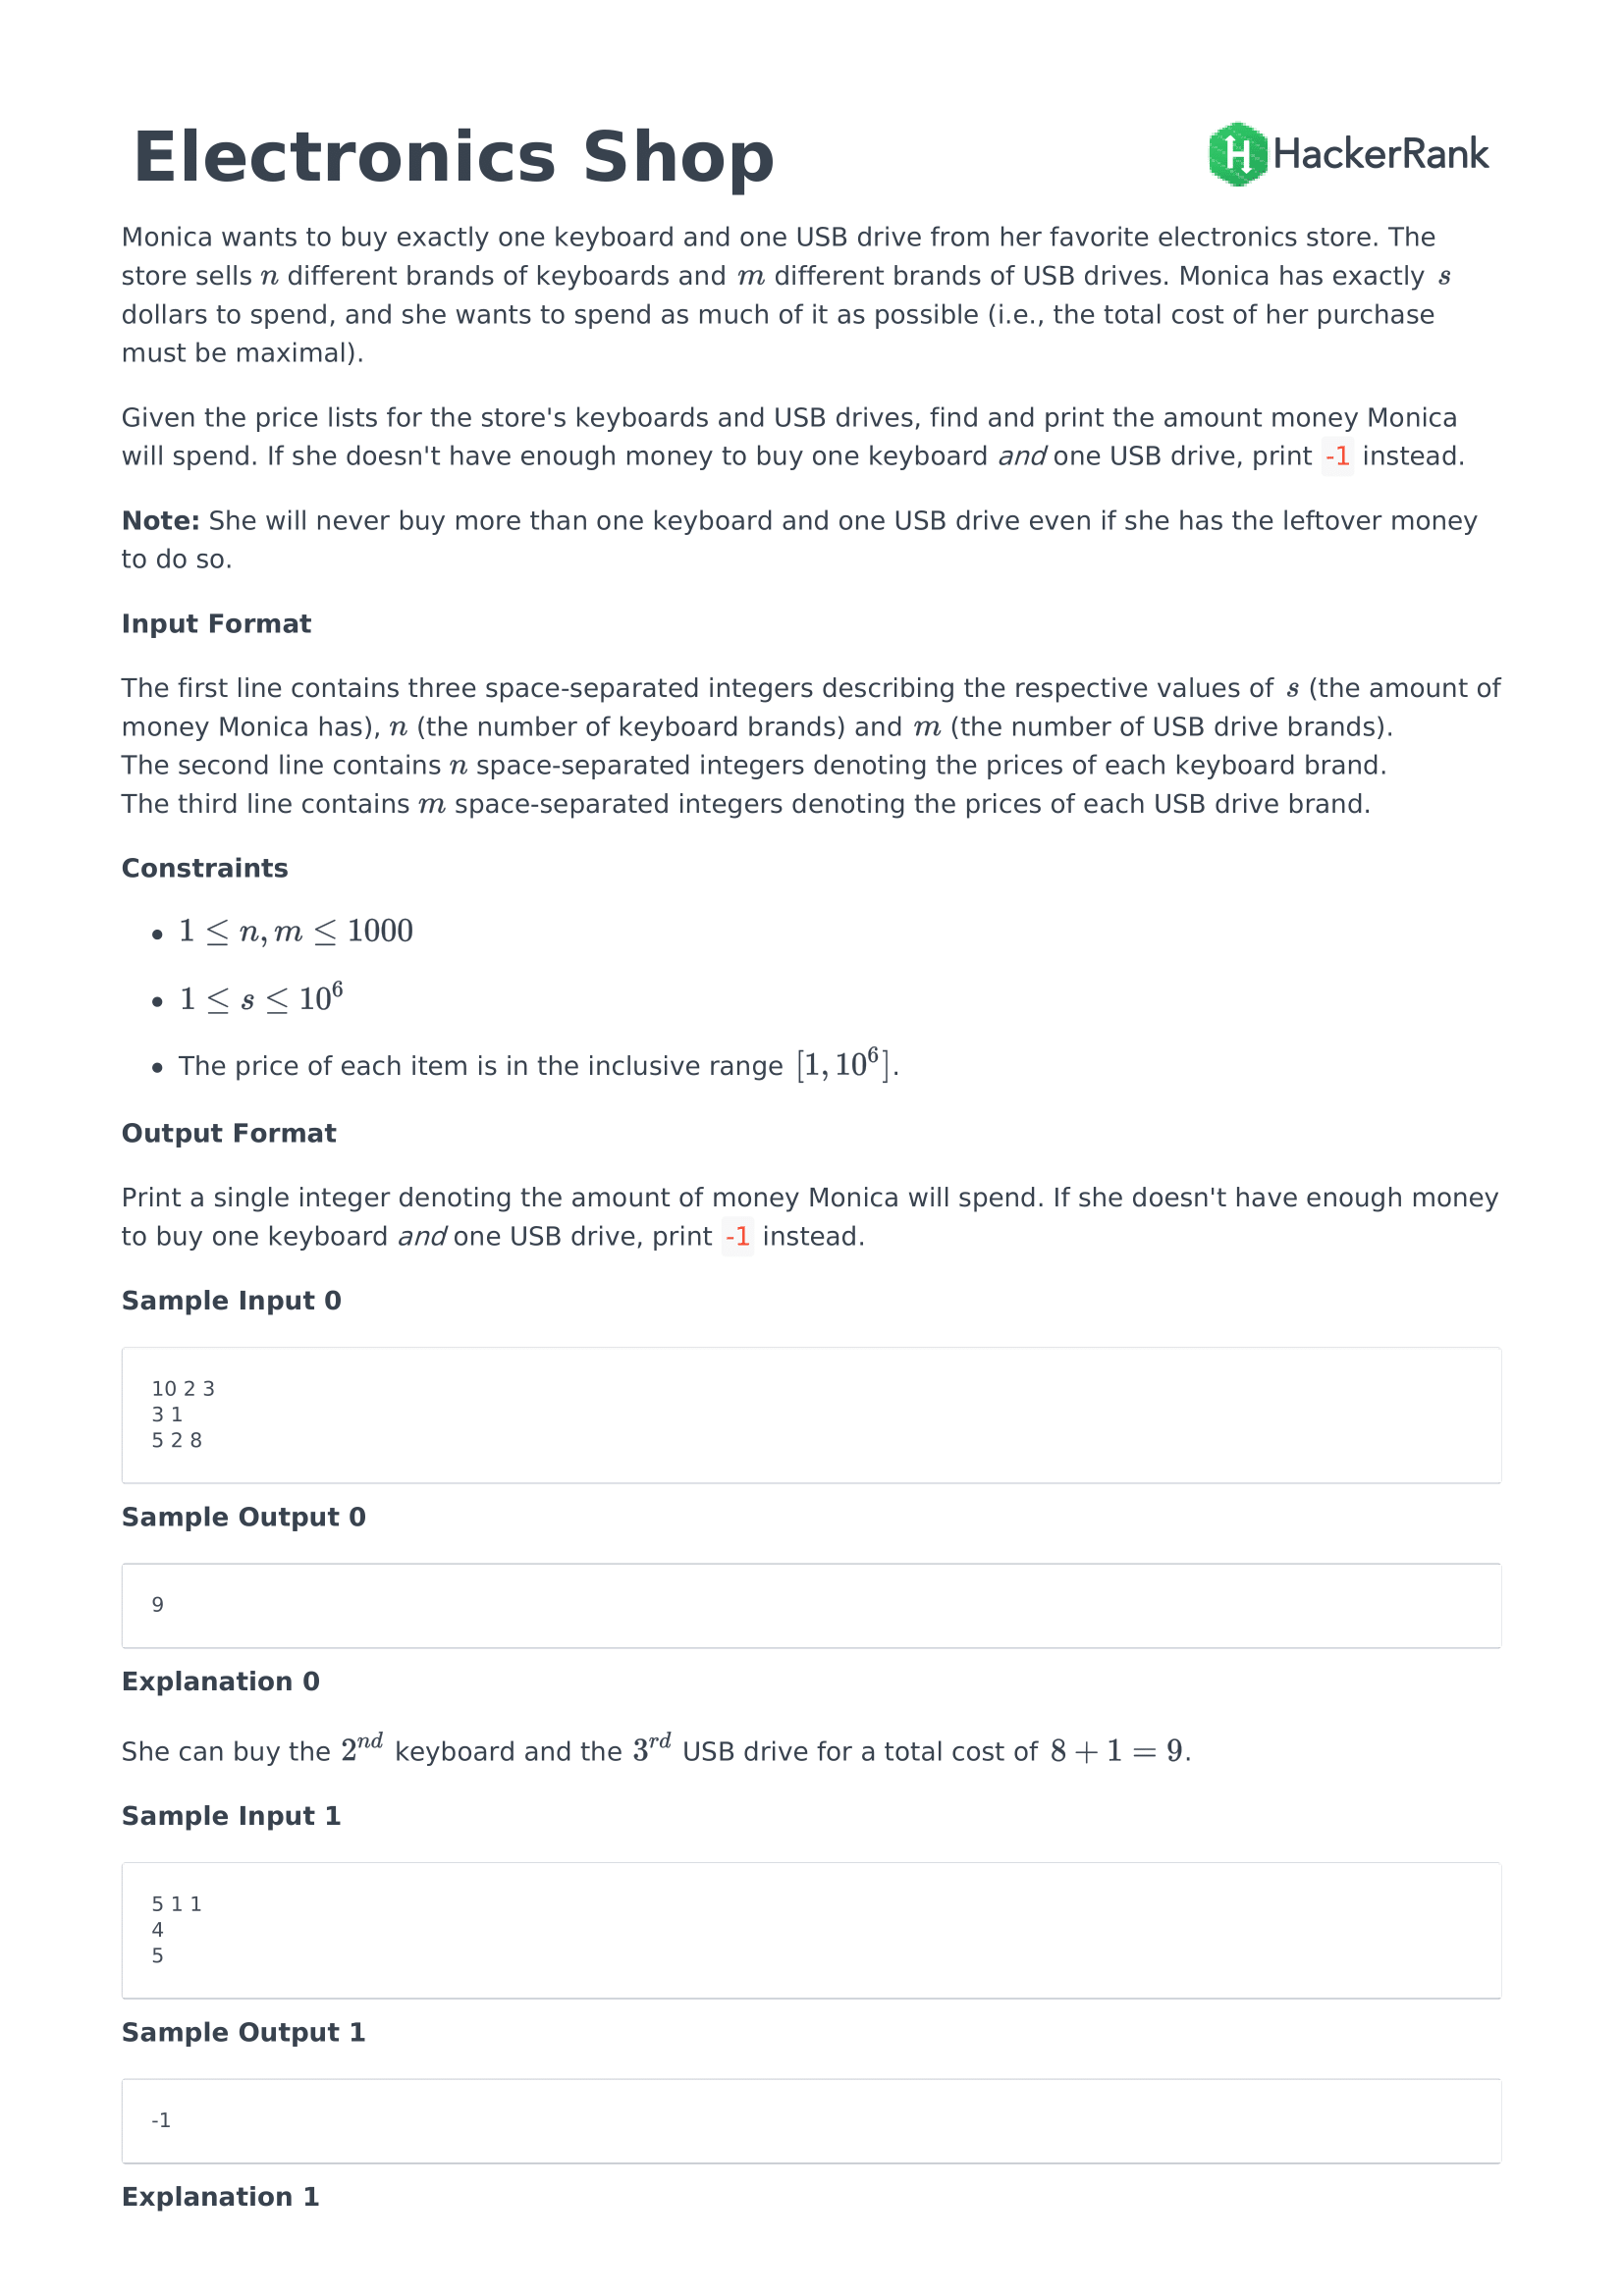 Electronics Shop
HackerRank
Monica wants to buy exactly one keyboard and one USB drive from her favorite electronics store. The
store sells n different brands of keyboards and m different brands of USB drives. Monica has exactly s
dollars to spend, and she wants to spend as much of it as possible (i.e., the total cost of her purchase
must be maximal).
Given the price lists for the store's keyboards and USB drives, find and print the amount money Monica
will spend. If she doesn't have enough money to buy one keyboard and one USB drive, print -1 instead.
Note: She will never buy more than one keyboard and one USB drive even if she has the leftover money
to do so.
Input Format
The first line contains three space-separated integers describing the respective values of s (the amount of
money Monica has), n (the number of keyboard brands) and m (the number of USB drive brands).
The second line contains n space-separated integers denoting the prices of each keyboard brand.
The third line contains m space-separated integers denoting the prices of each USB drive brand.
Constraints
• 1 ≤ n, m ≤ 1000
• 1 ≤ s ≤ 10⁶
• The price of each item is in the inclusive range [1, 10⁶].
Output Format
Print a single integer denoting the amount of money Monica will spend. If she doesn't have enough money
to buy one keyboard and one USB drive, print -1 instead.
Sample Input 0
10 2 3
3 1
5 2 8
Sample Output 0
9
Explanation 0
She can buy the 2ⁿᵈ keyboard and the 3ʳᵈ USB drive for a total cost of 8 + 1 = 9.
Sample Input 1
5 1 1
4
5
Sample Output 1
-1
Explanation 1